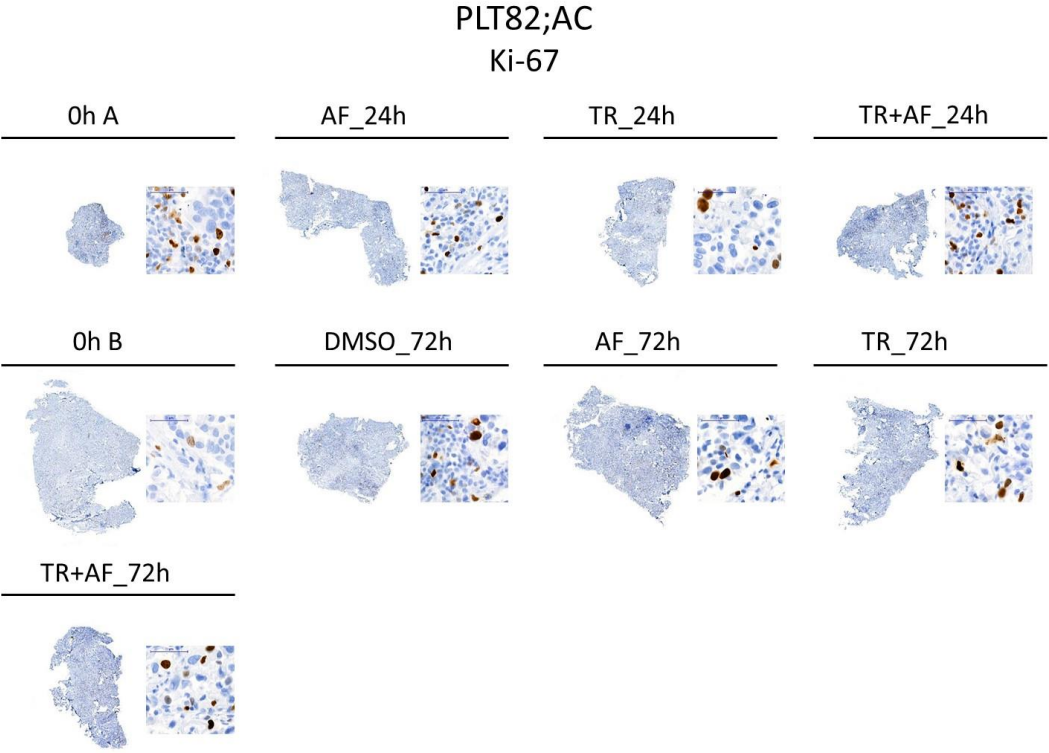 PLT82;AC
Ki-67
0h A
AF_24h
TR_24h
TR+AF_24h
0h B
DMSO_72h
AF_72h
TR_72h
TR+AF_72h